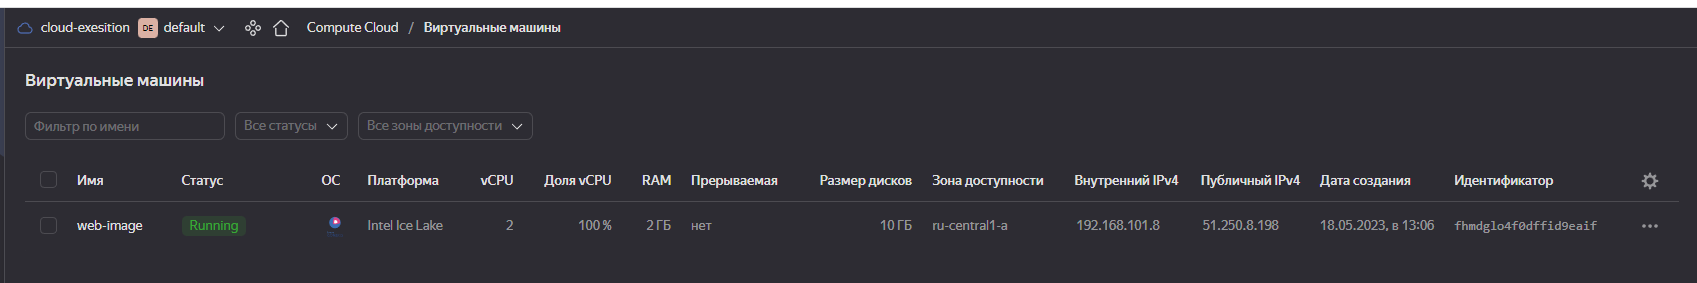 cloud-exesition DE default Compute Cloud / Виртуальные машины
Виртуальные машины
Фильтр по имени Все статусы Все зоны доступности
Имя Статус ОС Платформа vCPU Доля vCPU RAM Прерываемая Размер дисков Зона доступности Внутренний IPv4 Публичный IPv4 Дата создания Идентификатор
web-image Running Intel Ice Lake 2 100 % 2 ГБ нет 10 ГБ ru-central1-a 192.168.101.8 51.250.8.198 18.05.2023, в 13:06 fhmdglo4f0dffid9eaif